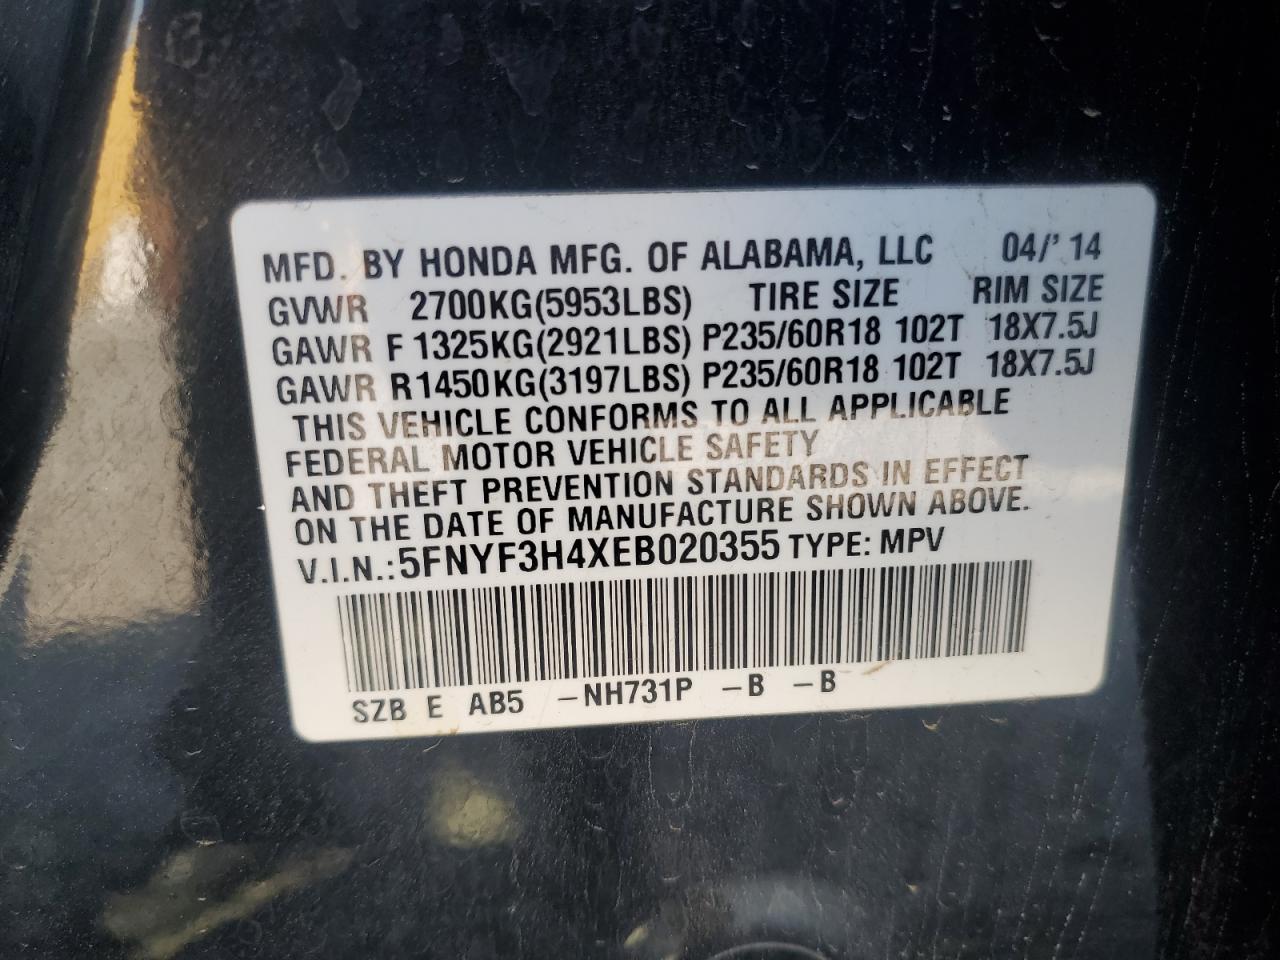 MFD. BY HONDA MFG. OF ALABAMA, LLC 04/'14
GVWR 2700KG(5953LBS) TIRE SIZE RIM SIZE
GAWR F 1325KG(2921LBS) P235/60R18 102T 18X7.5J
GAWR R 1450KG(3197LBS) P235/60R18 102T 18X7.5J
THIS VEHICLE CONFORMS TO ALL APPLICABLE
FEDERAL MOTOR VEHICLE SAFETY
AND THEFT PREVENTION STANDARDS IN EFFECT
ON THE DATE OF MANUFACTURE SHOWN ABOVE.
V.I.N.: 5FNYF3H4XEB020355 TYPE: MPV
SZB E AB5 -NH731P -B -B